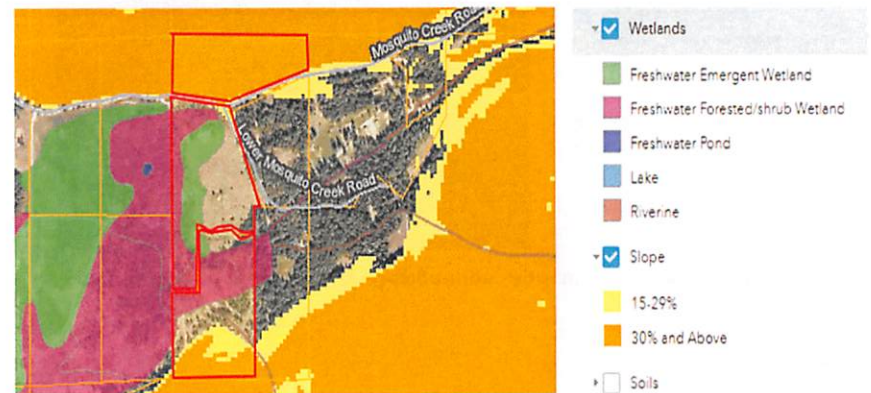 Mosquito Creek Road
Lower Mosquito Creek Road
Wetlands
Freshwater Emergent Wetland
Freshwater Forested/shrub Wetland
Freshwater Pond
Lake
Riverine
Slope
15-29%
30% and Above
Soils